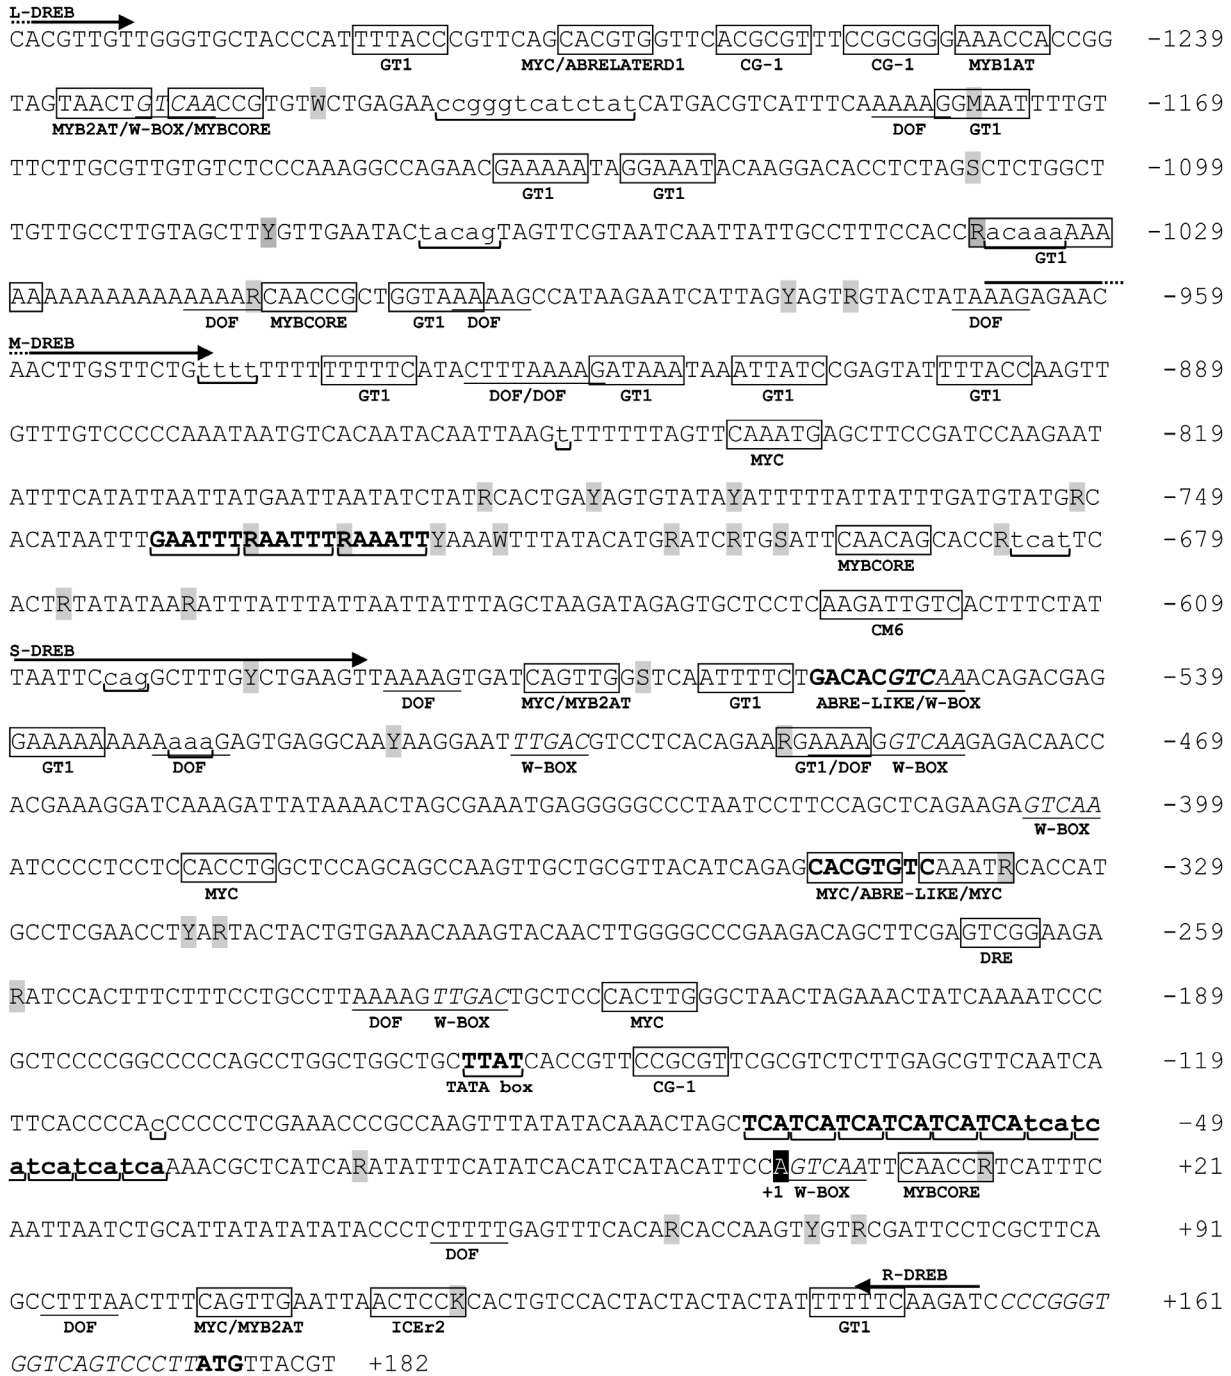 L-DREB
CACGTTGTTGGGTGCTACCCATTTTACCCGTTCAGCACGTGGTTCACGCGTTTCCGCGGGAAACCACCGG -1239
GT1 MYC/ABRELATERD1 CG-1 CG-1 MYB1AT
TAGTAACTGTCAACCGTGTWCTGAGAAccgggtcatctatCATGACGTCATTTCAAAAAGGMAATTTTGT -1169
MYB2AT/W-BOX/MYBCORE DOF GT1
TTCTTGCGTTGTGTCTCCCAAAGGCCAGAACGAAAAATAGGAAATACAAGGACACCTCTAGSCTCTGGCT -1099
GT1 GT1
TGTTGCCTTGTAGCTTYGTTGAATACtacagTAGTTCGTAATCAATTATTGCCTTTCCACCRacaaaAAA -1029
GT1
AAAAAAAAAAAAAAARCAACCGCTGGTAAAAAGCCATAAGAATCATTAGYAGTRGTACTATAAAGAGAAC -959
DOF MYBCORE GT1 DOF DOF
M-DREB
AACTTGSTTCTGttttTTTTTTTTTCATACTTTAAAAGATAAATAAATTATCCGAGTATTTTACCAAGTT -889
GT1 DOF/DOF GT1 GT1 GT1
GTTTGTCCCCCAAATAATGTCACAATACAATTAAGtTTTTTTAGTTCAAATGAGCTTCCGATCCAAGAAT -819
MYC
ATTTCATATTAATTATGAATTAATATCTATRCACTGAYAGTGTATAYATTTTTATTATTTGATGTATGRC -749
ACATAATTTGAATTTRAATTTRAAATTYAAAWTTTATACATGRATCRTGSATTCAACAGCACCRtcatTC -679
MYBCORE
ACTRTATATAARATTTATTTATTAATTATTTAGCTAAGATAGAGTGCTCCTCAAGATTGTCACTTTCTAT -609
CM6
S-DREB
TAATTCcagGCTTTGYCTGAAGTTAAAAGTGATCAGTTGGSTCAATTTTCTGACACGTCAAACAGACGAG -539
DOF MYC/MYB2AT GT1 ABRE-LIKE/W-BOX
GAAAAAAAAAaaaGAGTGAGGCAAYAAGGAATTTGACGTCCTCACAGAARGAAAAGGTCAAGAGACAACC -469
GT1 DOF W-BOX GT1/DOF W-BOX
ACGAAAGGATCAAAGATTATAAAACTAGCGAAATGAGGGGGCCCTAATCCTTCCAGCTCAGAAGAGTCAA -399
W-BOX
ATCCCCTCCTCCACCTGGCTCCAGCAGCCAAGTTGCTGCGTTACATCAGAGCACGTGTCAAATRCACCAT -329
MYC MYC/ABRE-LIKE/MYC
GCCTCGAACCTYARTACTACTGTGAAACAAAGTACAACTTGGGGCCCGAAGACAGCTTCGAGTCGGAAGA -259
DRE
RATCCACTTTCTTTCCTGCCTTAAAAGTTGACTGCTCCCACTTGGGCTAACTAGAAACTATCAAAATCCC -189
DOF W-BOX MYC
GCTCCCCGGCCCCCAGCCTGGCTGGCTGCTTATCACCGTTCCGCGTTCGCGTCTCTTGAGCGTTCAATCA -119
TATA box CG-1
TTCACCCCAcCCCCCTCGAAACCCGCCAAGTTTATATACAAACTAGCTCATCATCATCATCATCAtcatc -49
atcatcatcaAAACGCTCATCARATATTTCATATCACATCATACATTCCAGTCAATTCAACCRTCATTTC +21
+1 W-BOX MYBCORE
AATTAATCTGCATTATATATATACCCTCTTTTGAGTTTCACARCACCAAGTYGTRCGATTCCTCGCTTCA +91
DOF
R-DREB
GCCTTTAACTTTCAGTTGAATTAACTCCKCACTGTCCACTACTACTACTATTTTTTCAAGATCCCCGGGT +161
DOF MYC/MYB2AT ICEr2 GT1
GGTCAGTCCCTTATGTTACGT +182